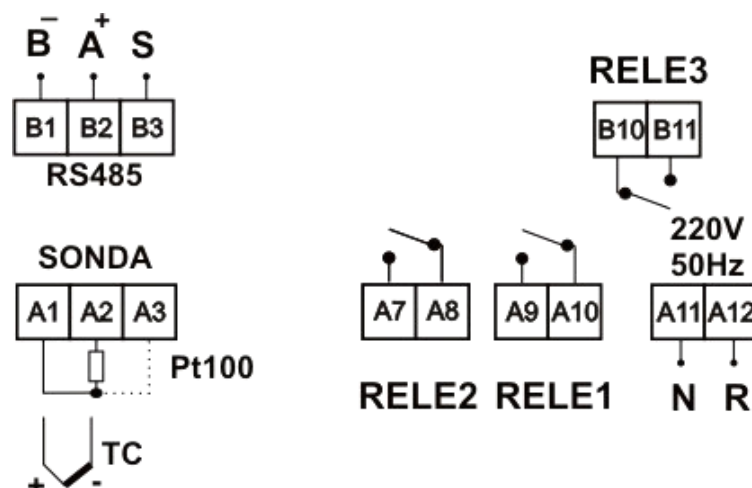 B⁻ A⁺ S
B1 B2 B3
RS485
RELE3
B10 B11
220V
50Hz
SONDA
A1 A2 A3
Pt100
TC
+ -
A7 A8
RELE2
A9 A10
RELE1
A11 A12
N R